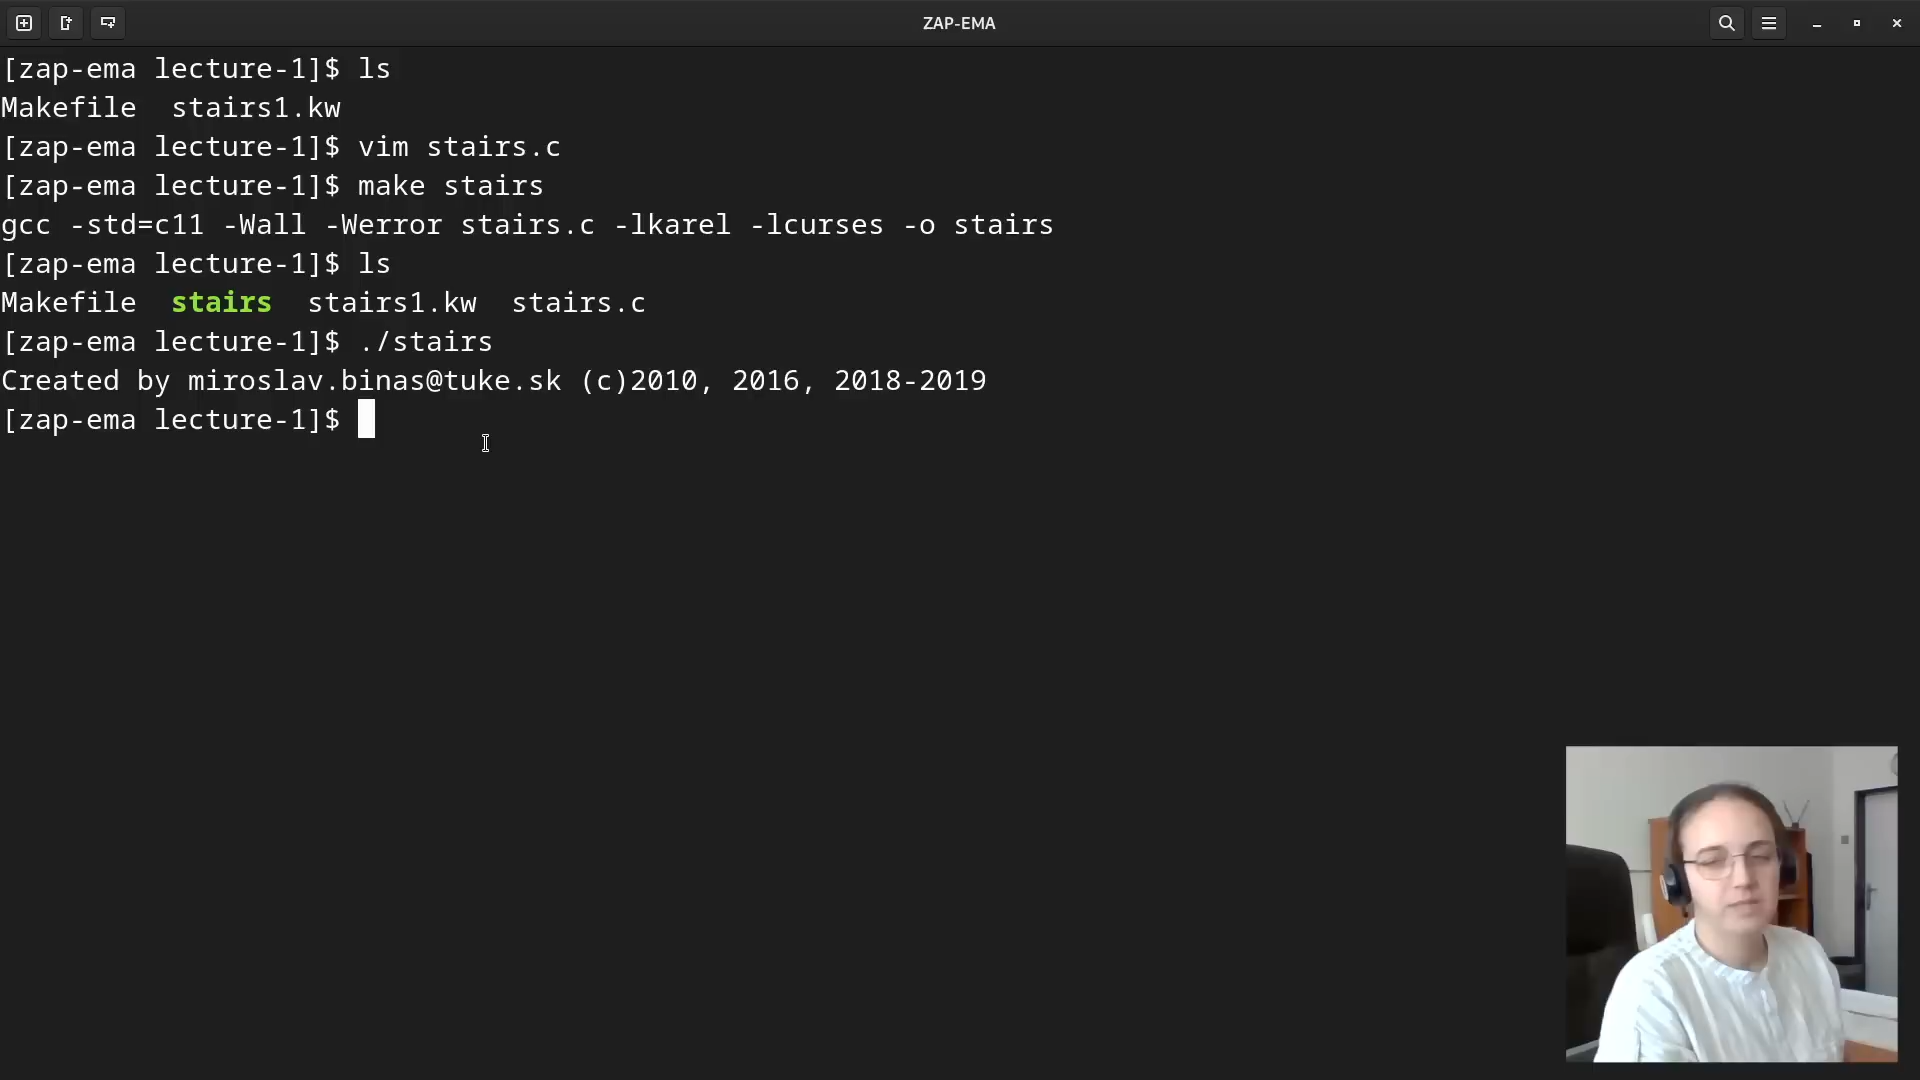 ZAP-EMA
[zap-ema lecture-1]$ ls
Makefile  stairs1.kw
[zap-ema lecture-1]$ vim stairs.c
[zap-ema lecture-1]$ make stairs
gcc -std=c11 -Wall -Werror stairs.c -lkarel -lcurses -o stairs
[zap-ema lecture-1]$ ls
Makefile  stairs  stairs1.kw  stairs.c
[zap-ema lecture-1]$ ./stairs
Created by miroslav.binas@tuke.sk (c)2010, 2016, 2018-2019
[zap-ema lecture-1]$